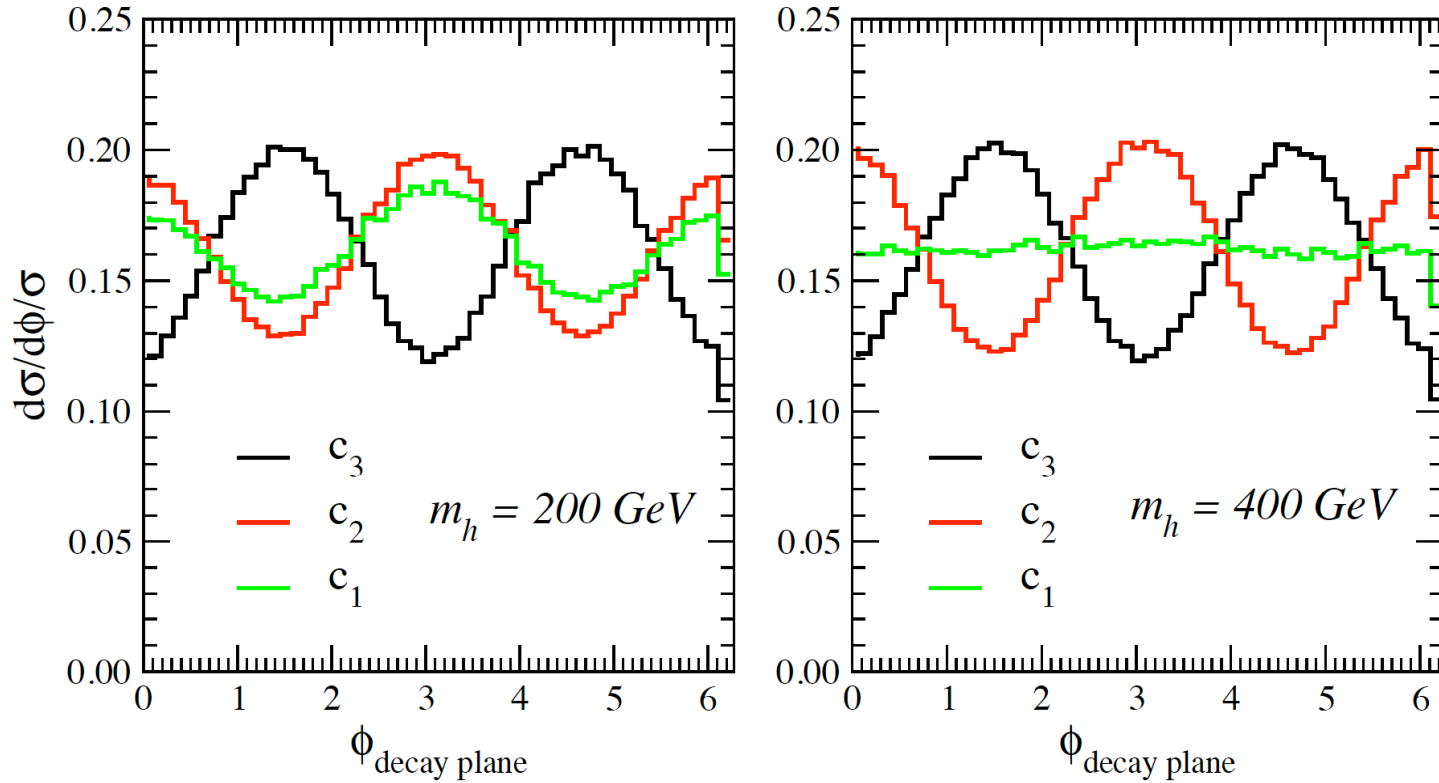 dσ/dϕ/σ
0.25
0.20
0.15
0.10
0.05
0.00
c3
c2
c1
mh = 200 GeV
0 1 2 3 4 5 6
ϕdecay plane
0.25
0.20
0.15
0.10
0.05
0.00
c3
c2
c1
mh = 400 GeV
0 1 2 3 4 5 6
ϕdecay plane